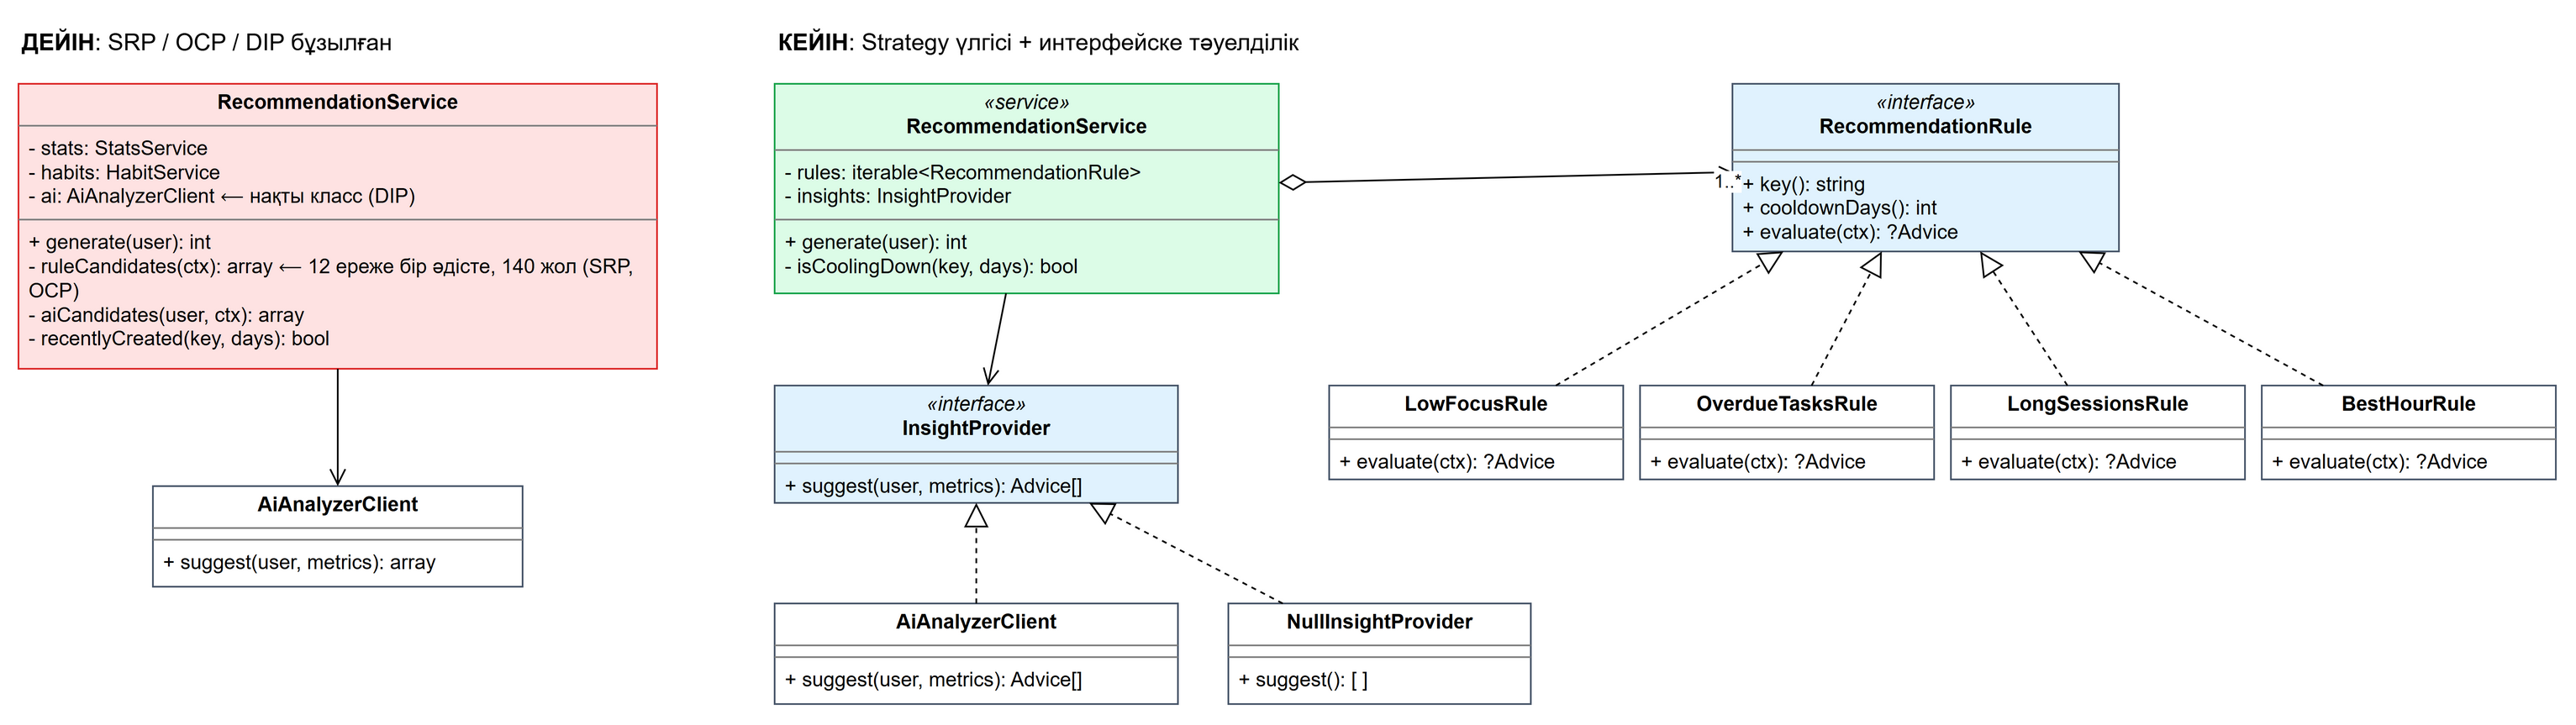 ДЕЙІН: SRP / OCP / DIP бұзылған
RecommendationService
- stats: StatsService
- habits: HabitService
- ai: AiAnalyzerClient ⟵ нақты класс (DIP)
+ generate(user): int
- ruleCandidates(ctx): array ⟵ 12 ереже бір әдісте, 140 жол (SRP,
OCP)
- aiCandidates(user, ctx): array
- recentlyCreated(key, days): bool
AiAnalyzerClient
+ suggest(user, metrics): array
КЕЙІН: Strategy үлгісі + интерфейске тәуелділік
«service»
RecommendationService
- rules: iterable<RecommendationRule>
- insights: InsightProvider
+ generate(user): int
- isCoolingDown(key, days): bool
1..*
«interface»
RecommendationRule
+ key(): string
+ cooldownDays(): int
+ evaluate(ctx): ?Advice
«interface»
InsightProvider
+ suggest(user, metrics): Advice[]
LowFocusRule
+ evaluate(ctx): ?Advice
OverdueTasksRule
+ evaluate(ctx): ?Advice
LongSessionsRule
+ evaluate(ctx): ?Advice
BestHourRule
+ evaluate(ctx): ?Advice
AiAnalyzerClient
+ suggest(user, metrics): Advice[]
NullInsightProvider
+ suggest(): [ ]